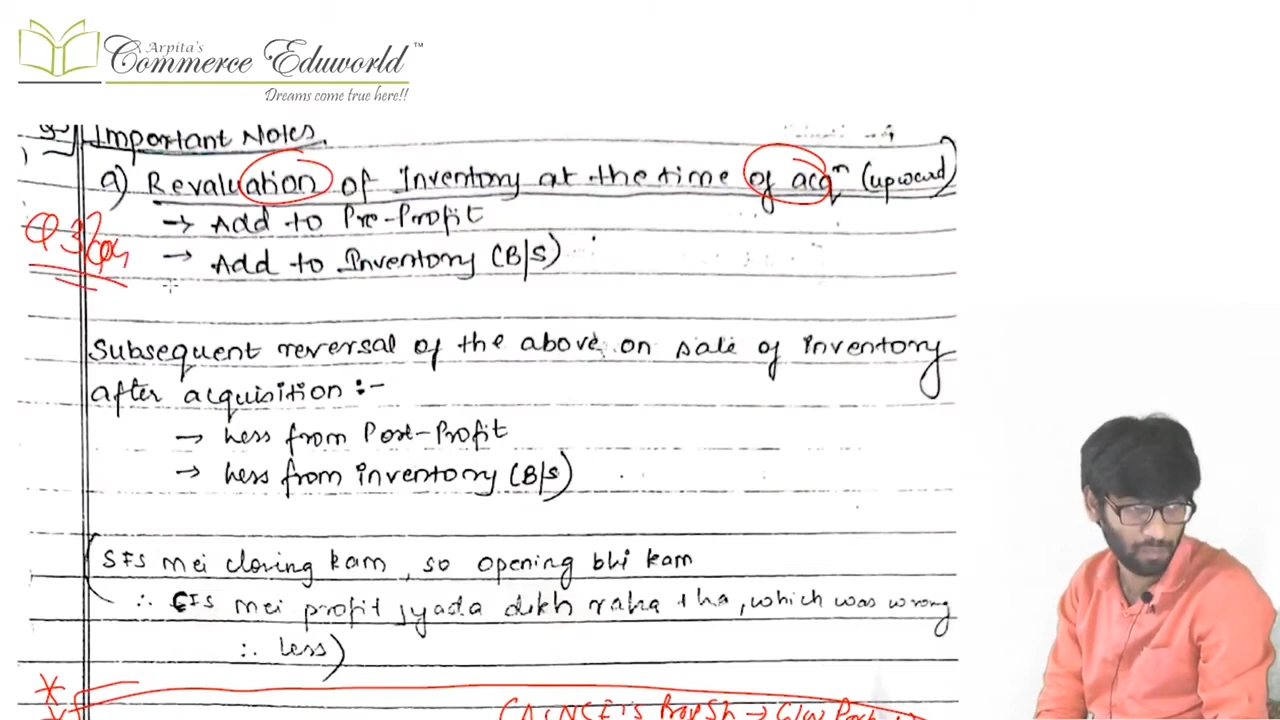 Arpita's
Commerce Eduworld™
Dreams come true here!!
Important Notes.
a) Revaluation of Inventory at the time of acqn (upward)
→ Add to Pre-Profit
→ Add to Inventory (B/S)
Subsequent reversal of the above, on sale of inventory
after acquisition :-
→ Less from Post-Profit
→ Less from inventory (B/S)
(SFS mei closing kam, so opening bhi kam
∴ CFS mei profit jyada dikh raha tha, which was wrong
∴ less)